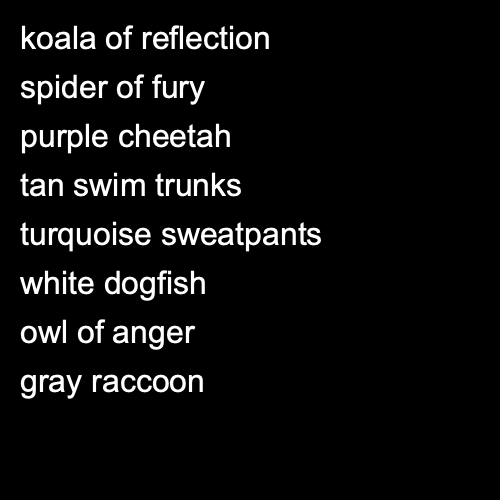 koala of reflection
spider of fury
purple cheetah
tan swim trunks
turquoise sweatpants
white dogfish
owl of anger
gray raccoon